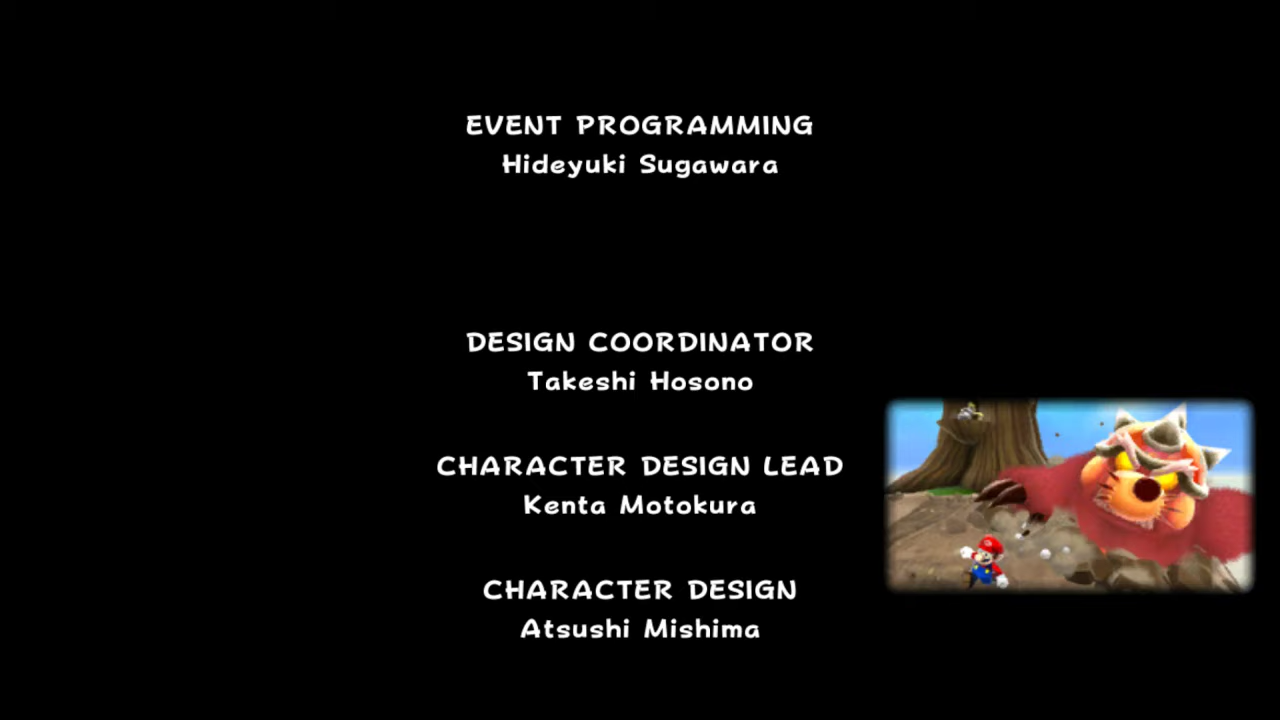 EVENT PROGRAMMING
Hideyuki Sugawara
DESIGN COORDINATOR
Takeshi Hosono
CHARACTER DESIGN LEAD
Kenta Motokura
CHARACTER DESIGN
Atsushi Mishima